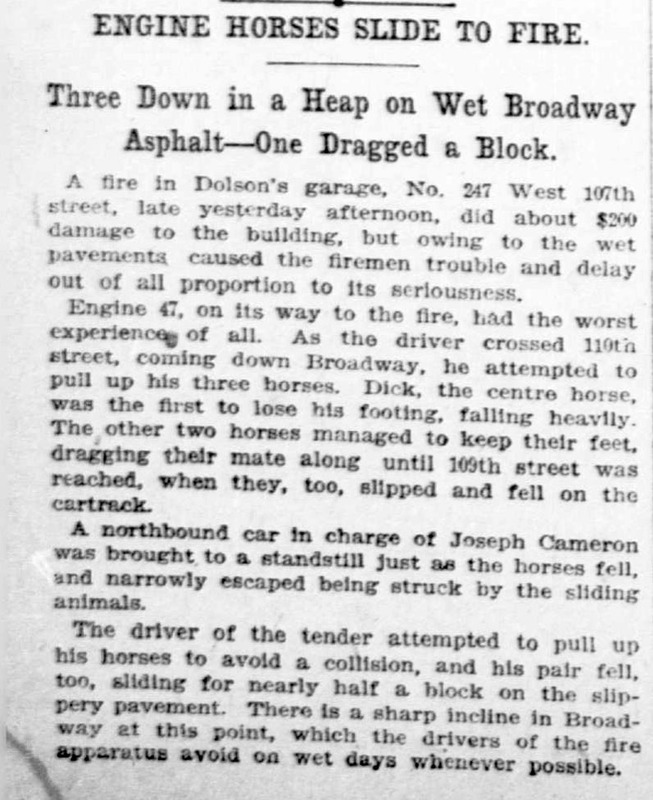 ENGINE HORSES SLIDE TO FIRE.
Three Down in a Heap on Wet Broadway
Asphalt—One Dragged a Block.
A fire in Dolson's garage, No. 247 West 107th
street, late yesterday afternoon, did about $200
damage to the building, but owing to the wet
pavements caused the firemen trouble and delay
out of all proportion to its seriousness.
Engine 47, on its way to the fire, had the worst
experience of all. As the driver crossed 110th
street, coming down Broadway, he attempted to
pull up his three horses. Dick, the centre horse,
was the first to lose his footing, falling heavily.
The other two horses managed to keep their feet,
dragging their mate along until 109th street was
reached, when they, too, slipped and fell on the
cartrack.
A northbound car in charge of Joseph Cameron
was brought to a standstill just as the horses fell,
and narrowly escaped being struck by the sliding
animals.
The driver of the tender attempted to pull up
his horses to avoid a collision, and his pair fell,
too, sliding for nearly half a block on the slip-
pery pavement. There is a sharp incline in Broad-
way at this point, which the drivers of the fire
apparatus avoid on wet days whenever possible.